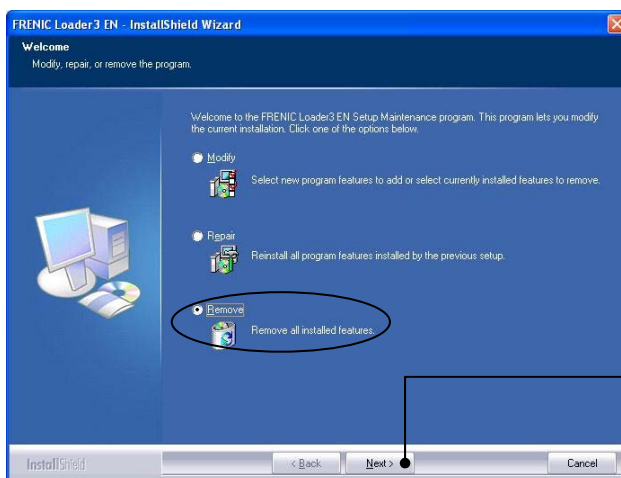 FRENIC Loader3 EN - InstallShield Wizard
Welcome
Modify, repair, or remove the program.
Welcome to the FRENIC Loader3 EN Setup Maintenance program. This program lets you modify
the current installation. Click one of the options below.
Modify
Select new program features to add or select currently installed features to remove.
Repair
Reinstall all program features installed by the previous setup.
Remove
Remove all installed features.
InstallShield
< Back
Next >
Cancel